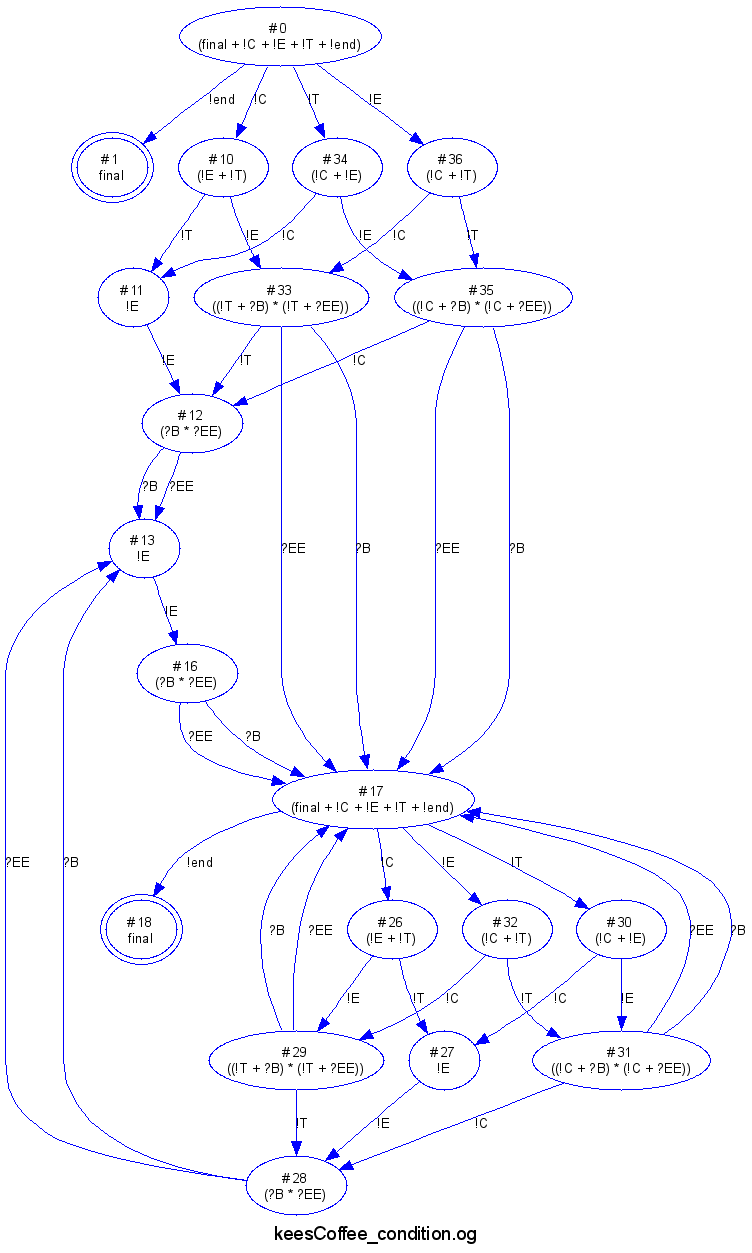 #0
(final + !C + !E + !T + !end)
!end
!C
!T
!E
#1
final
#10
(!E + !T)
#34
(!C + !E)
#36
(!C + !T)
!T
!E
!C
!E
!C
!T
#11
!E
#33
((!T + ?B) * (!T + ?EE))
#35
((!C + ?B) * (!C + ?EE))
!E
!T
!C
#12
(?B * ?EE)
?B
?EE
#13
!E
?EE
?B
?EE
?B
!E
#16
(?B * ?EE)
?EE
?B
#17
(final + !C + !E + !T + !end)
?EE
?B
!end
!C
!E
!T
#18
final
#26
(!E + !T)
#32
(!C + !T)
#30
(!C + !E)
?B
?EE
?EE
?B
!E
!T
!C
!T
!C
!E
#29
((!T + ?B) * (!T + ?EE))
#27
!E
#31
((!C + ?B) * (!C + ?EE))
!T
!E
!C
#28
(?B * ?EE)
keesCoffee_condition.og